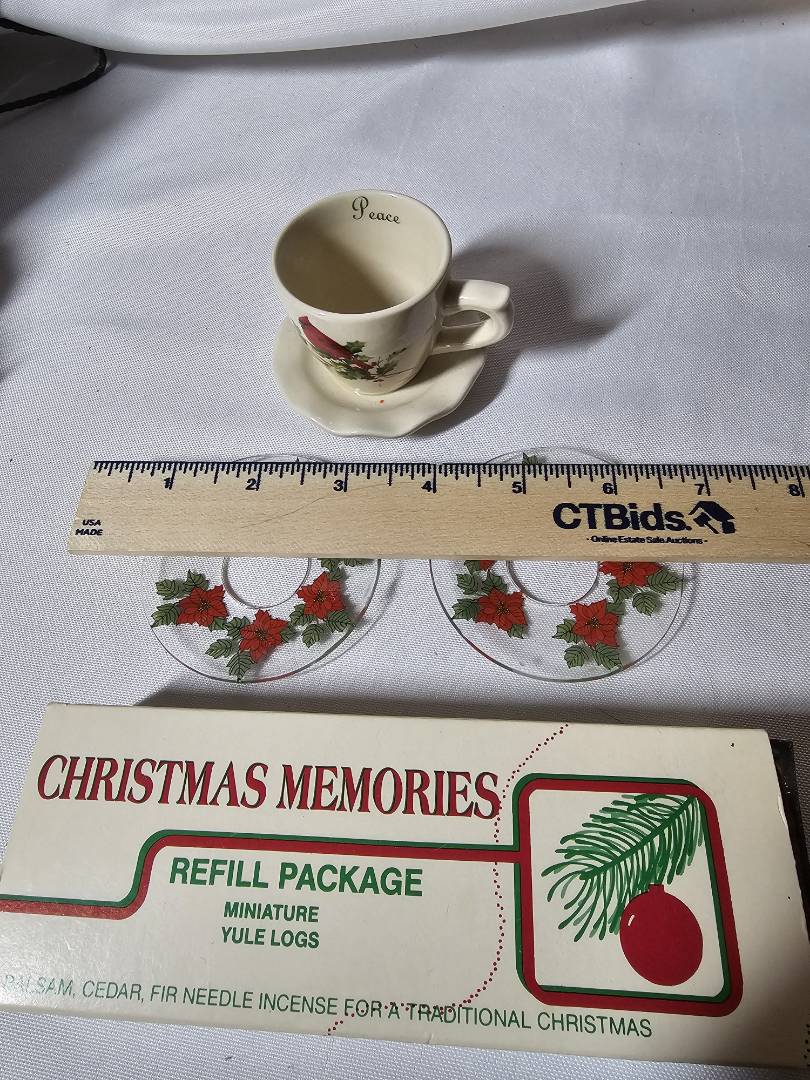 Peace
1 2 3 4 5 6 7 8
USA
MADE
CTBids.
- Online Estate Sale Auctions -
CHRISTMAS MEMORIES
REFILL PACKAGE
MINIATURE
YULE LOGS
BALSAM, CEDAR, FIR NEEDLE INCENSE FOR A TRADITIONAL CHRISTMAS